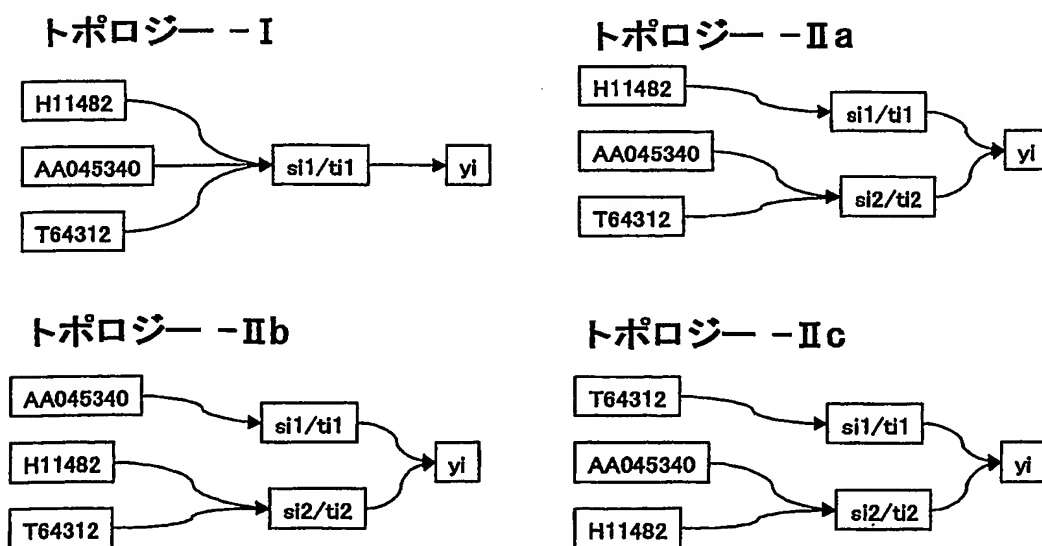 トポロジー -Ⅰ
H11482
AA045340
T64312
si1/ti1
yi
トポロジー -Ⅱa
H11482
AA045340
T64312
si1/ti1
si2/ti2
yi
トポロジー -Ⅱb
AA045340
H11482
T64312
si1/ti1
si2/ti2
yi
トポロジー -Ⅱc
T64312
AA045340
H11482
si1/ti1
si2/ti2
yi